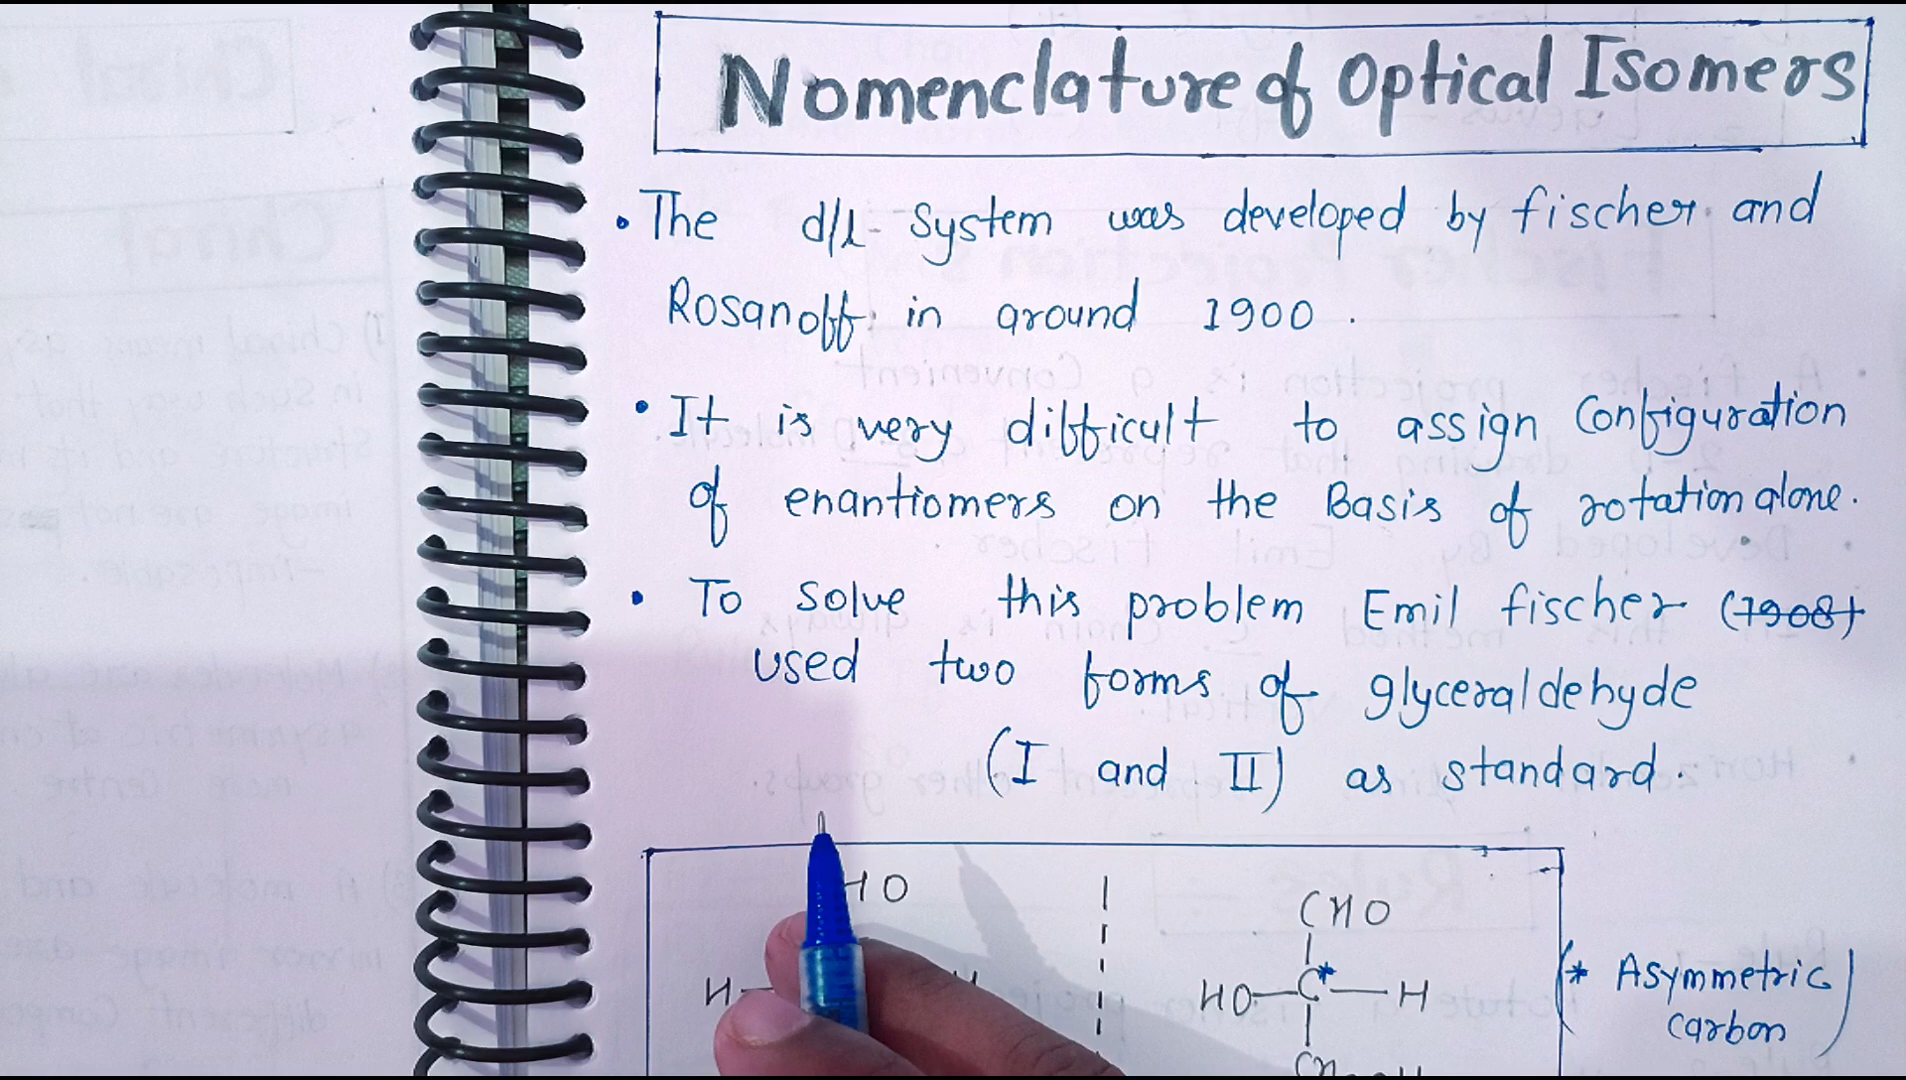 Nomenclature of Optical Isomers
• The d/l- System was developed by fischer and
Rosanoff in around 1900.
• It is very difficult to assign Configuration
of enantiomers on the Basis of rotation alone.
• To solve this problem Emil fischer (1908)
used two forms of glyceraldehyde
(I and II) as standard.
HO
CHO
H
HO-C*-H
(* Asymmetric
carbon)